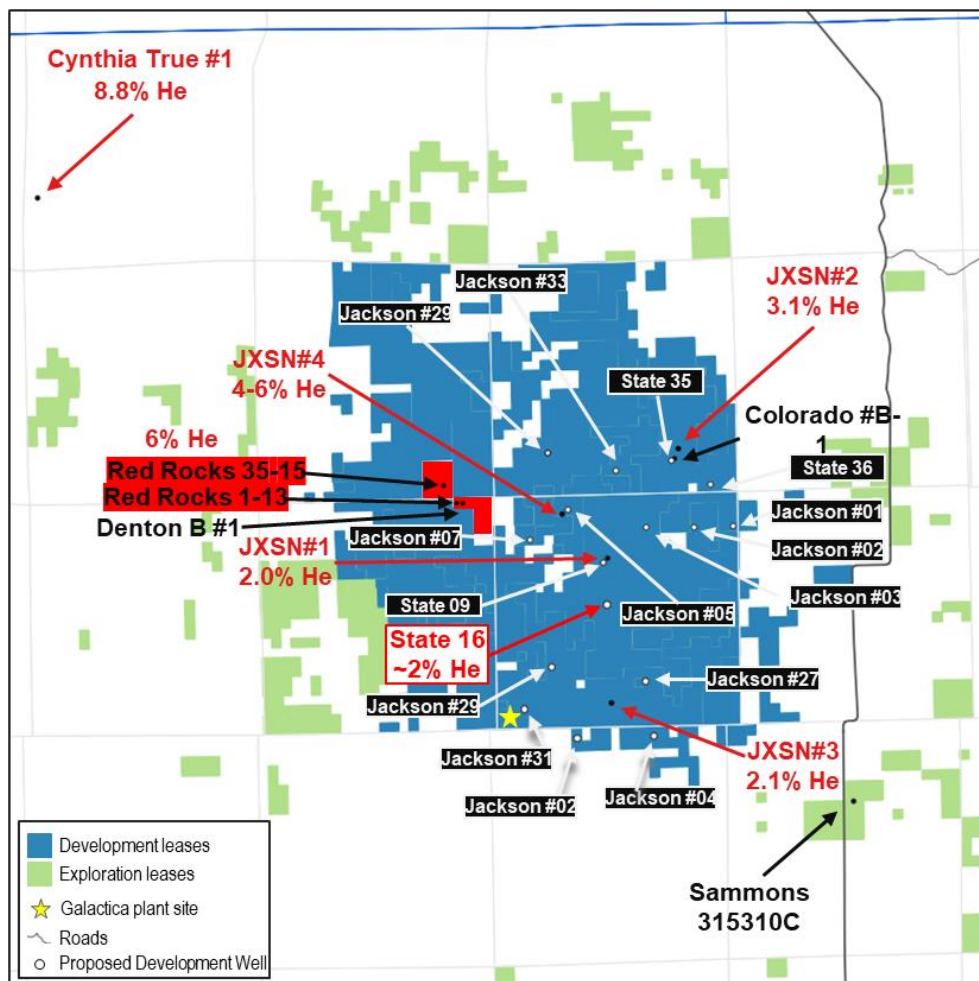 Cynthia True #1
8.8% He
Jackson #33
Jackson #29
JXSN#2
3.1% He
JXSN#4
4-6% He
State 35
Colorado #B-
1
6% He
Red Rocks 35-15
Red Rocks 1-13
Denton B #1
State 36
Jackson #01
Jackson #07
Jackson #02
JXSN#1
2.0% He
Jackson #03
State 09
Jackson #05
State 16
~2% He
Jackson #27
Jackson #29
JXSN#3
2.1% He
Jackson #31
Jackson #02
Jackson #04
Sammons
315310C
Development leases
Exploration leases
Galactica plant site
Roads
Proposed Development Well